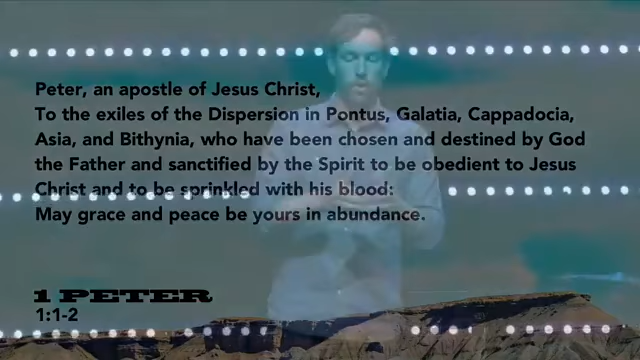 Peter, an apostle of Jesus Christ,
To the exiles of the Dispersion in Pontus, Galatia, Cappadocia,
Asia, and Bithynia, who have been chosen and destined by God
the Father and sanctified by the Spirit to be obedient to Jesus
Christ and to be sprinkled with his blood:
May grace and peace be yours in abundance.
1 PETER
1:1-2